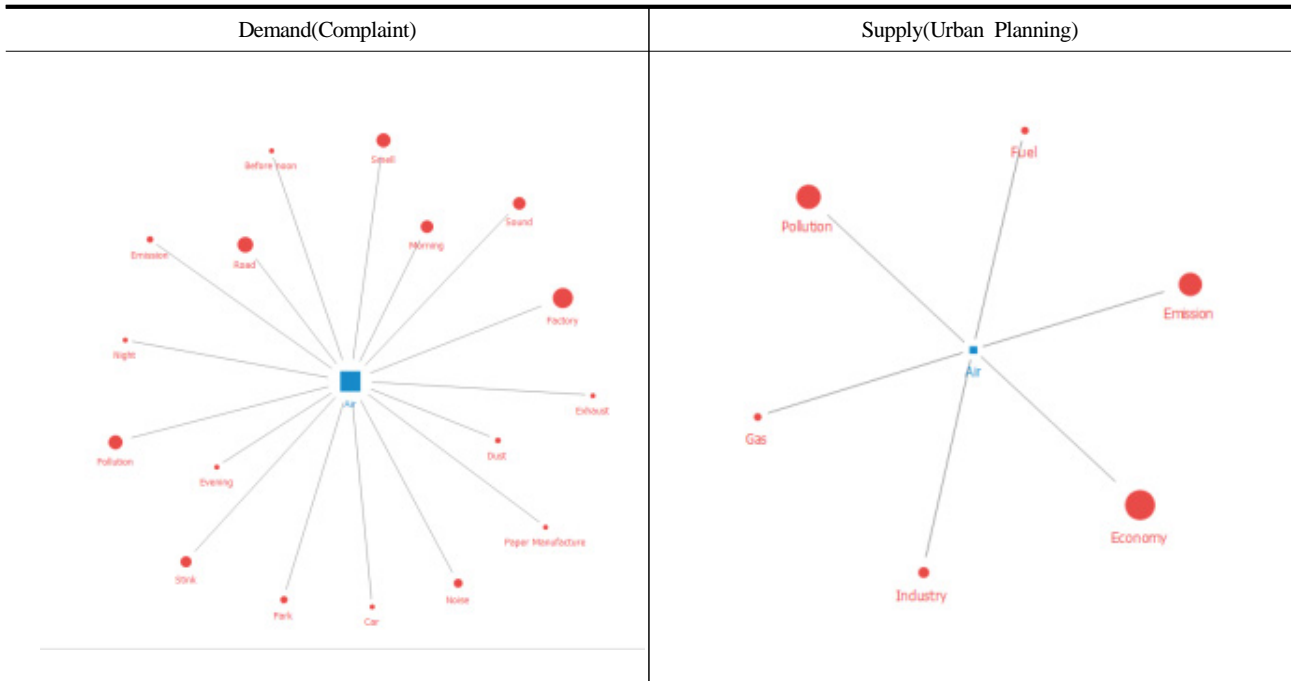 Demand(Complaint)
Supply(Urban Planning)
Before noon
Smell
Sound
Morning
Emission
Road
Factory
Night
Air
Exhaust
Pollution
Evening
Dust
Paper Manufacture
Stink
Park
Car
Noise
Fuel
Pollution
Emission
Air
Gas
Economy
Industry